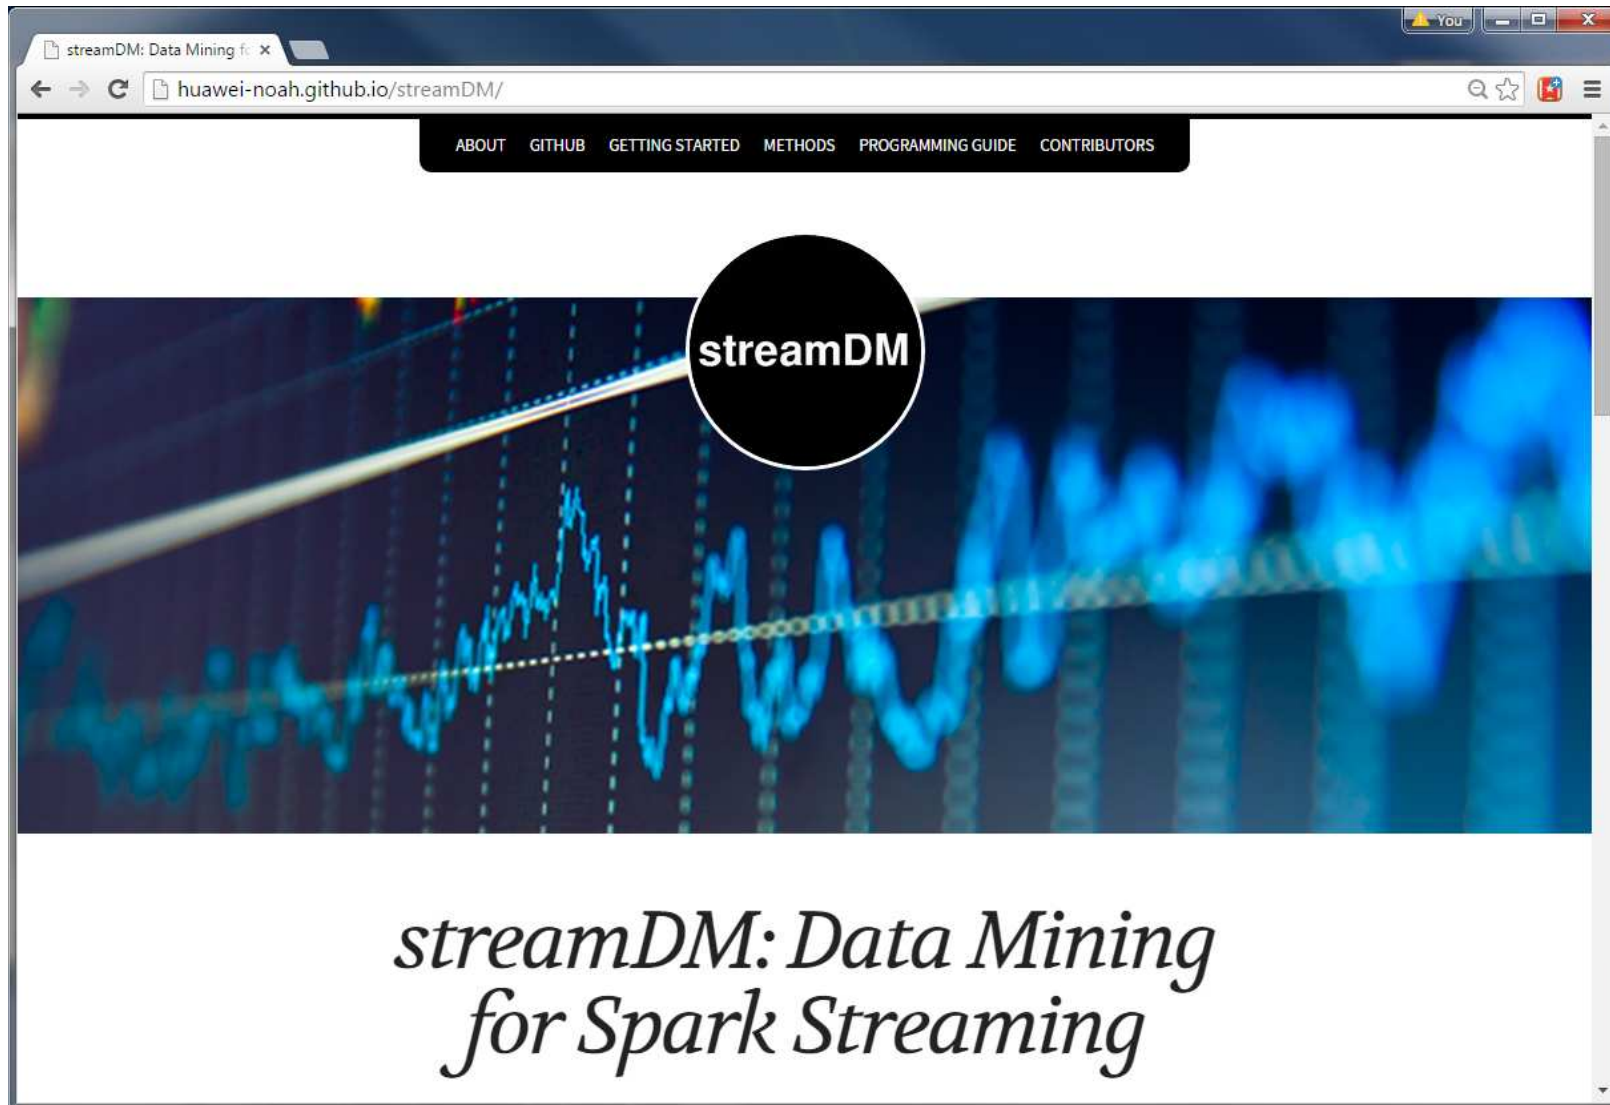 You
streamDM: Data Mining fo
huawei-noah.github.io/streamDM/
ABOUT GITHUB GETTING STARTED METHODS PROGRAMMING GUIDE CONTRIBUTORS
streamDM
streamDM: Data Mining
for Spark Streaming